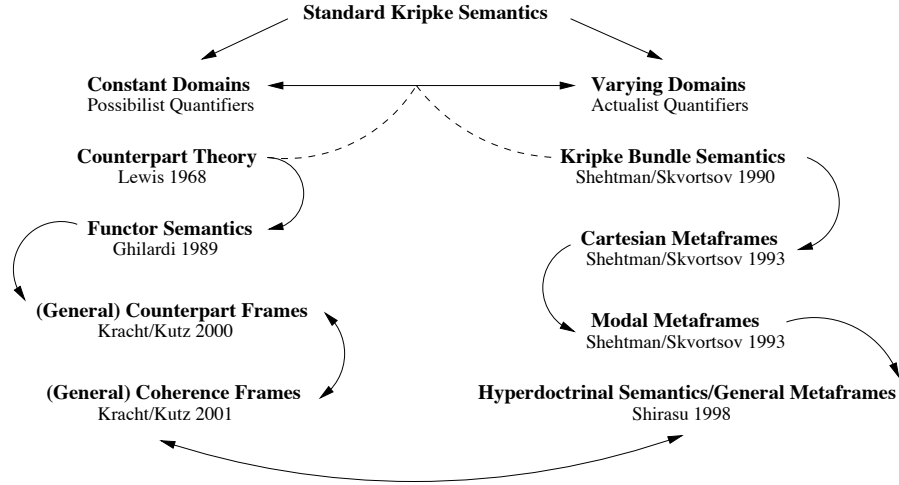 Standard Kripke Semantics
Constant Domains
Possibilist Quantifiers
Varying Domains
Actualist Quantifiers
Counterpart Theory
Lewis 1968
Kripke Bundle Semantics
Shehtman/Skvortsov 1990
Functor Semantics
Ghilardi 1989
Cartesian Metaframes
Shehtman/Skvortsov 1993
(General) Counterpart Frames
Kracht/Kutz 2000
Modal Metaframes
Shehtman/Skvortsov 1993
(General) Coherence Frames
Kracht/Kutz 2001
Hyperdoctrinal Semantics/General Metaframes
Shirasu 1998